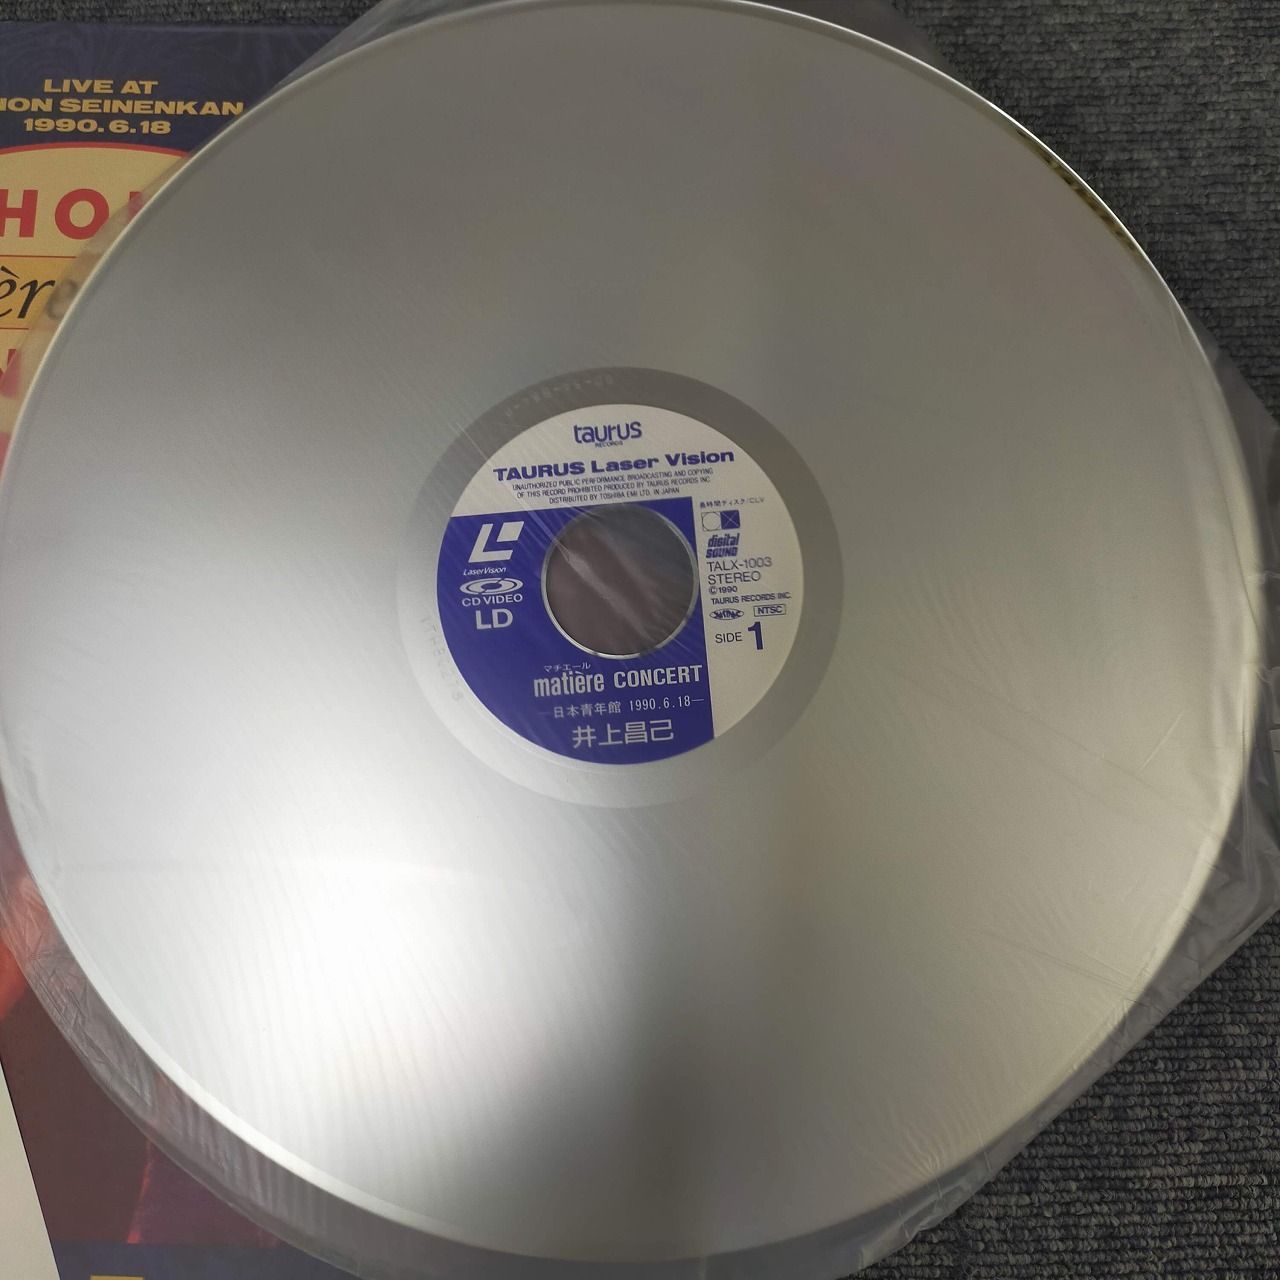 LIVE AT
ION SEINENKAN
1990.6.18
HO
ère
taurus
RECORDS
TAURUS Laser Vision
UNAUTHORIZED PUBLIC PERFORMANCE BROADCASTING AND COPYING
OF THIS RECORD PROHIBITED PRODUCED BY TAURUS RECORDS INC.
DISTRIBUTED BY TOSHIBA EMI LTD. IN JAPAN
長時間ディスク/CLV
digital
SOUND
TALX-1003
STEREO
©1990
TAURUS RECORDS INC.
NTSC
SIDE 1
LaserVision
CD VIDEO
LD
マチエール
matière CONCERT
—日本青年館 1990.6.18—
井上昌己